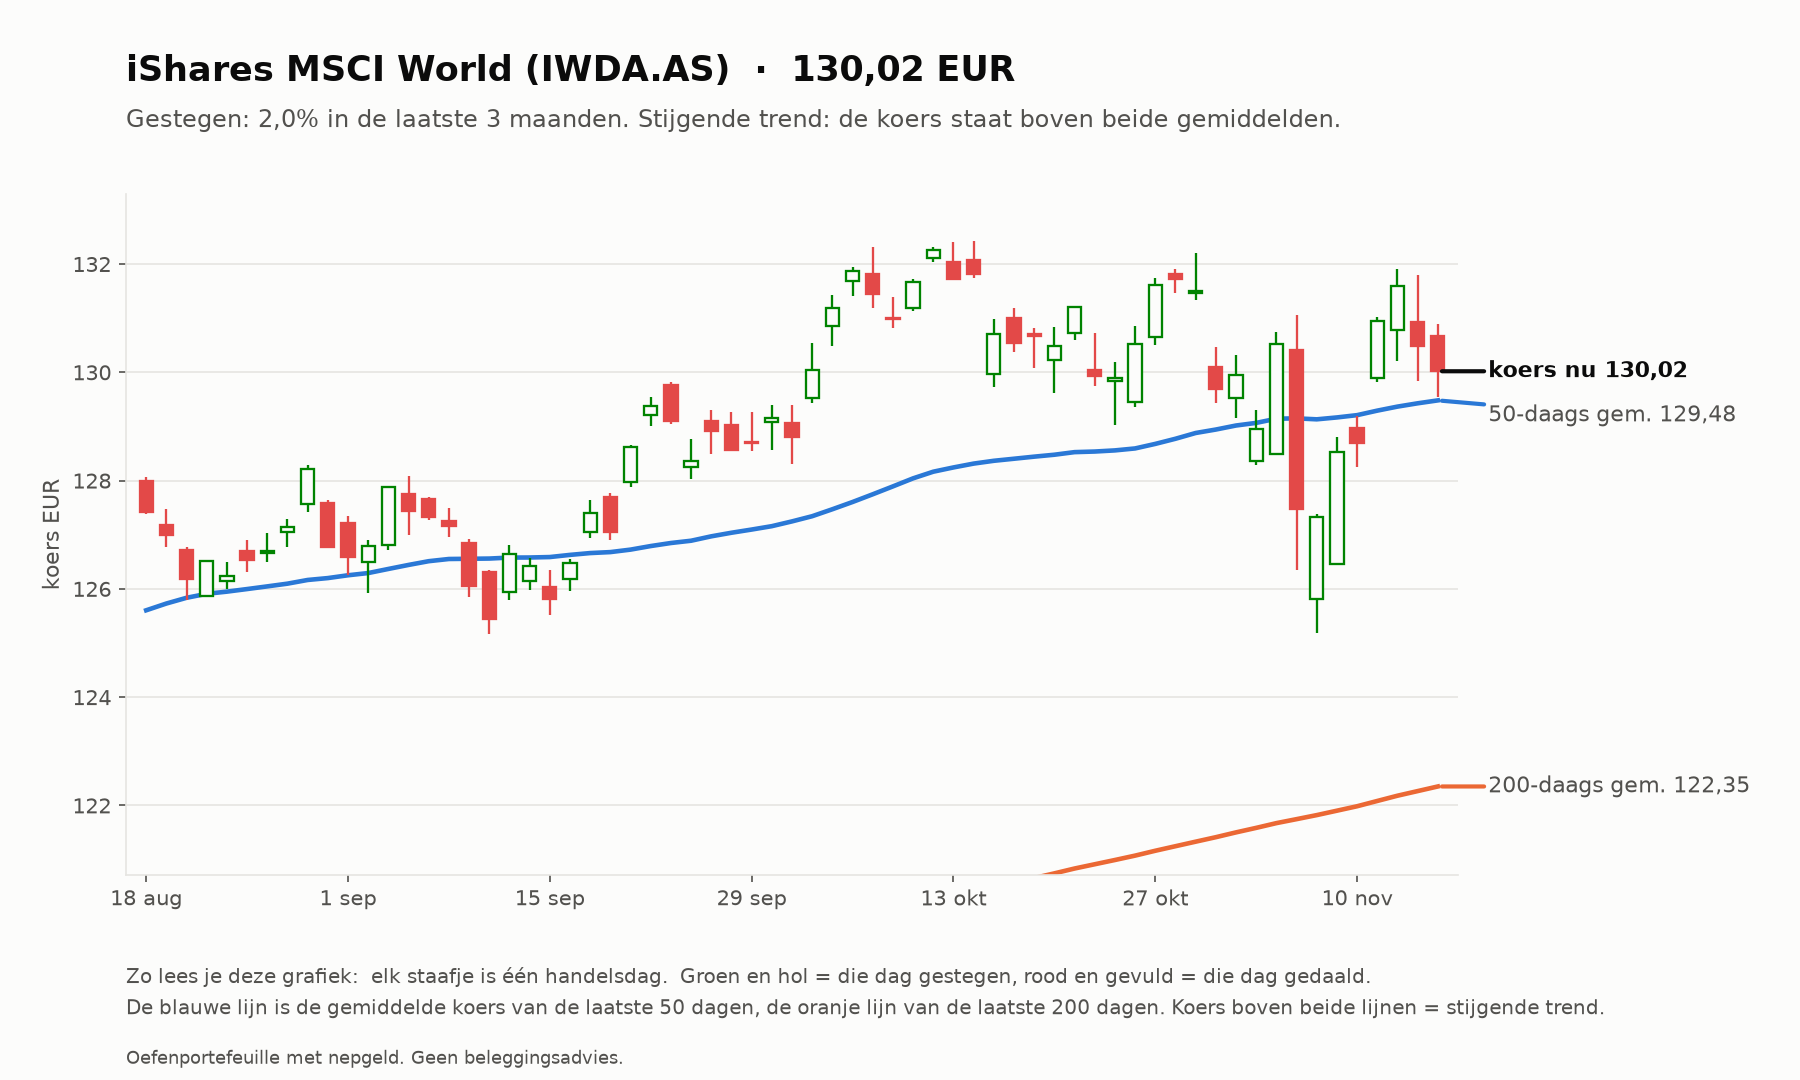 iShares MSCI World (IWDA.AS)  ·  130,02 EUR
Gestegen: 2,0% in de laatste 3 maanden. Stijgende trend: de koers staat boven beide gemiddelden.
koers EUR
132
130
128
126
124
122
koers nu 130,02
50-daags gem. 129,48
200-daags gem. 122,35
18 aug
1 sep
15 sep
29 sep
13 okt
27 okt
10 nov
Zo lees je deze grafiek:  elk staafje is één handelsdag.  Groen en hol = die dag gestegen, rood en gevuld = die dag gedaald.
De blauwe lijn is de gemiddelde koers van de laatste 50 dagen, de oranje lijn van de laatste 200 dagen. Koers boven beide lijnen = stijgende trend.
Oefenportefeuille met nepgeld. Geen beleggingsadvies.